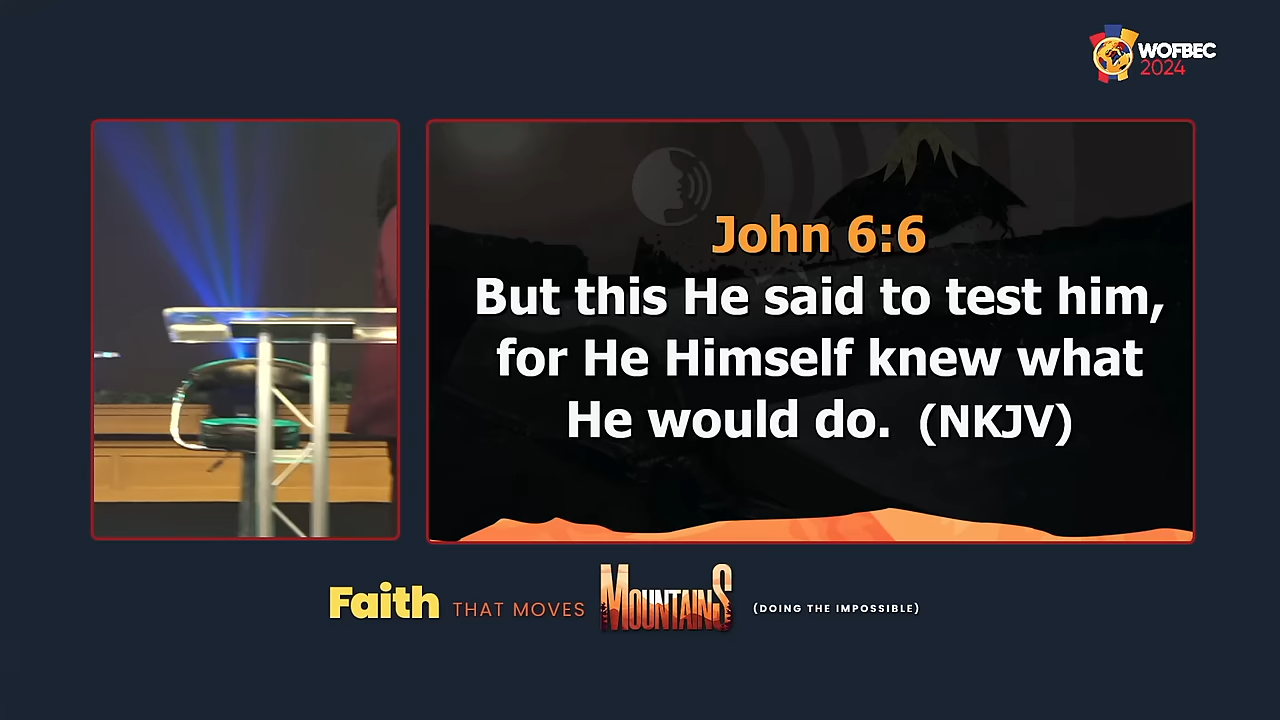 WOFBEC
2024
John 6:6
But this He said to test him,
for He Himself knew what
He would do. (NKJV)
Faith THAT MOVES MOUNTAINS (DOING THE IMPOSSIBLE)